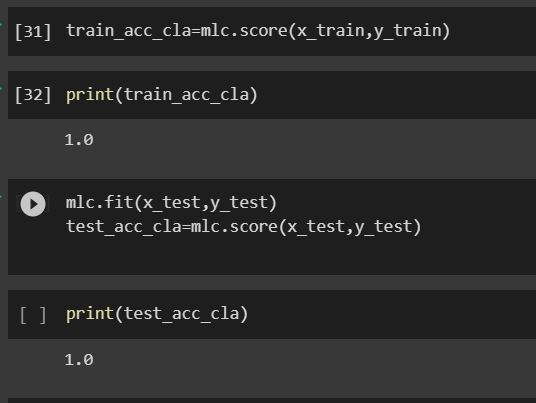 [31] train_acc_cla=mlc.score(x_train,y_train)
[32] print(train_acc_cla)
1.0
mlc.fit(x_test,y_test)
test_acc_cla=mlc.score(x_test,y_test)
[ ] print(test_acc_cla)
1.0